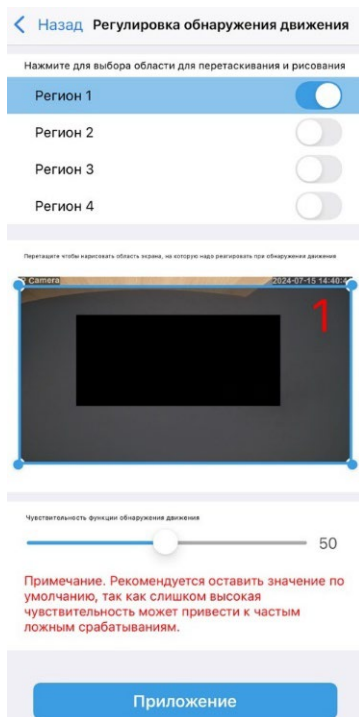 Назад Регулировка обнаружения движения
Нажмите для выбора области для перетаскивания и рисования
Регион 1
Регион 2
Регион 3
Регион 4
Перетащите чтобы нарисовать область экрана, на которую надо реагировать при обнаружении движения
Camera 2024-07-15 14:40:4
1
Чувствительность функции обнаружения движения
50
Примечание. Рекомендуется оставить значение по
умолчанию, так как слишком высокая
чувствительность может привести к частым
ложным срабатываниям.
Приложение